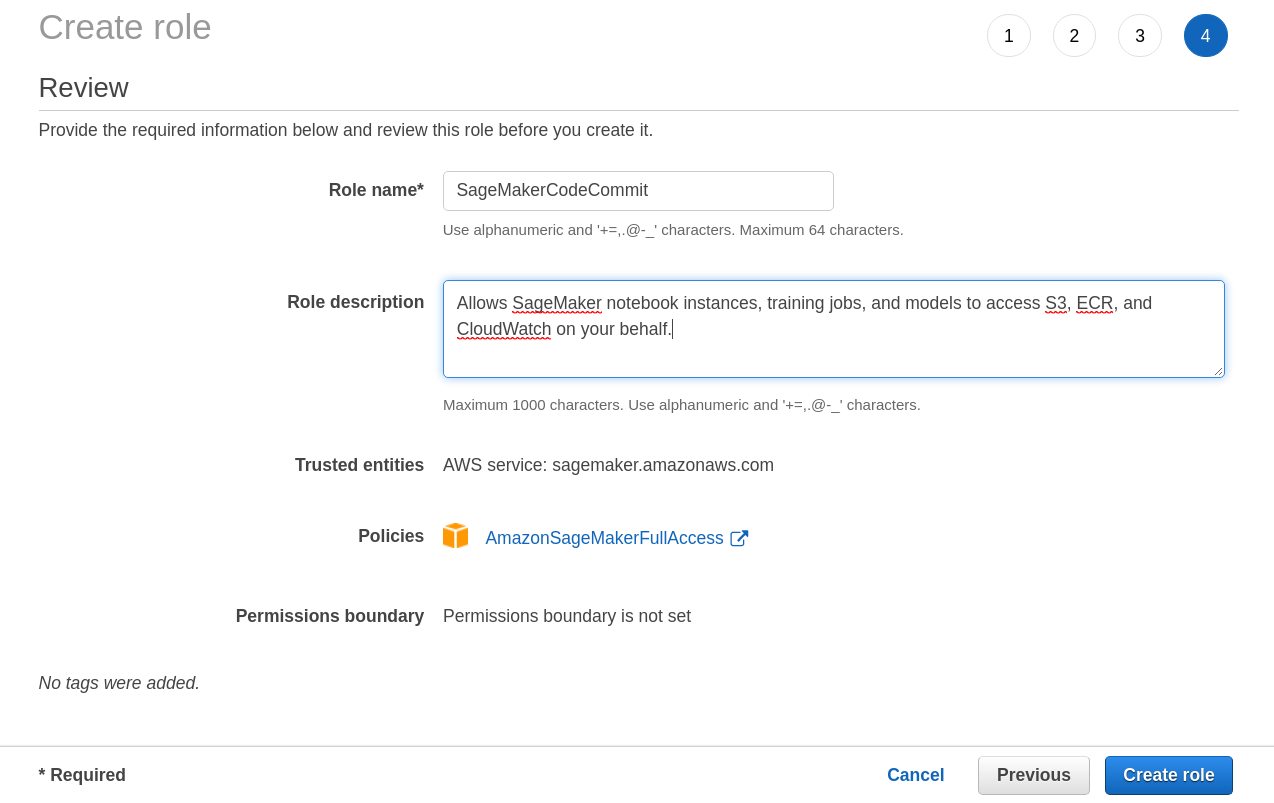 Create role
1 2 3 4
Review
Provide the required information below and review this role before you create it.
Role name* SageMakerCodeCommit
Use alphanumeric and '+=,.@-_' characters. Maximum 64 characters.
Role description Allows SageMaker notebook instances, training jobs, and models to access S3, ECR, and
CloudWatch on your behalf.
Maximum 1000 characters. Use alphanumeric and '+=,.@-_' characters.
Trusted entities AWS service: sagemaker.amazonaws.com
Policies AmazonSageMakerFullAccess
Permissions boundary Permissions boundary is not set
No tags were added.
* Required Cancel Previous Create role